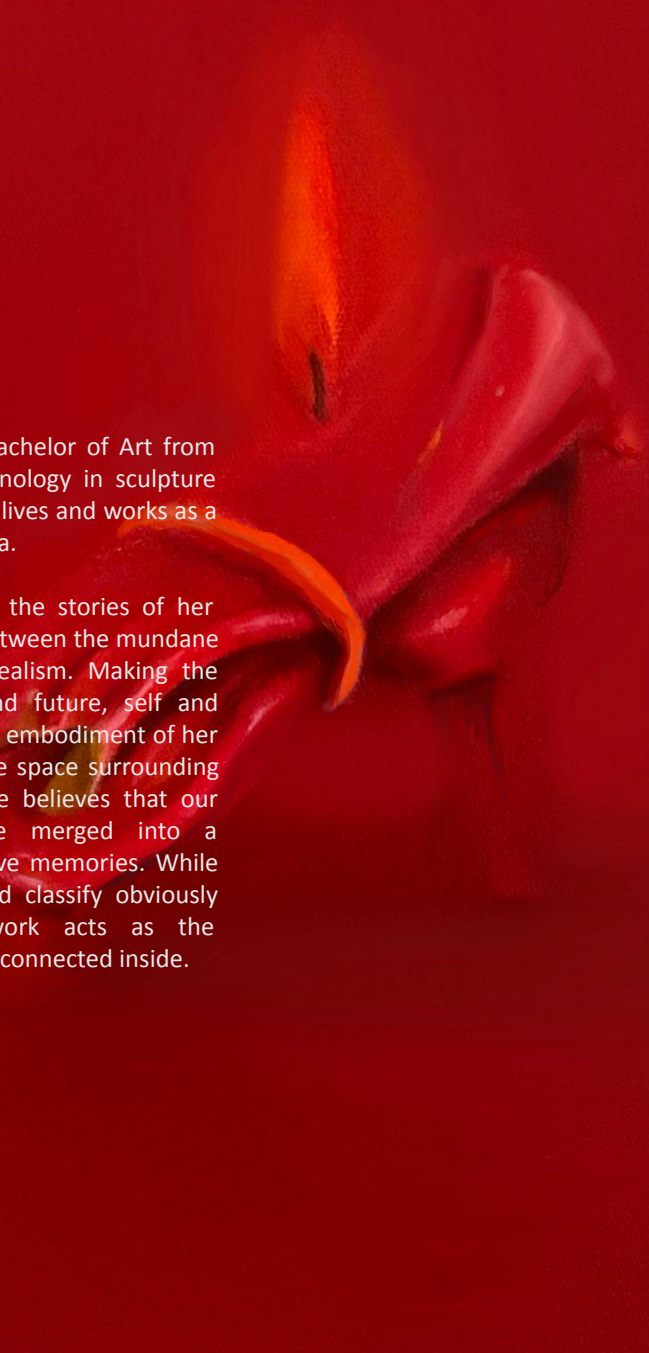 achelor of Art from
nology in sculpture
lives and works as a
a.
the stories of her
tween the mundane
ealism. Making the
nd future, self and
embodiment of her
e space surrounding
e believes that our
e merged into a
ve memories. While
d classify obviously
work acts as the
connected inside.